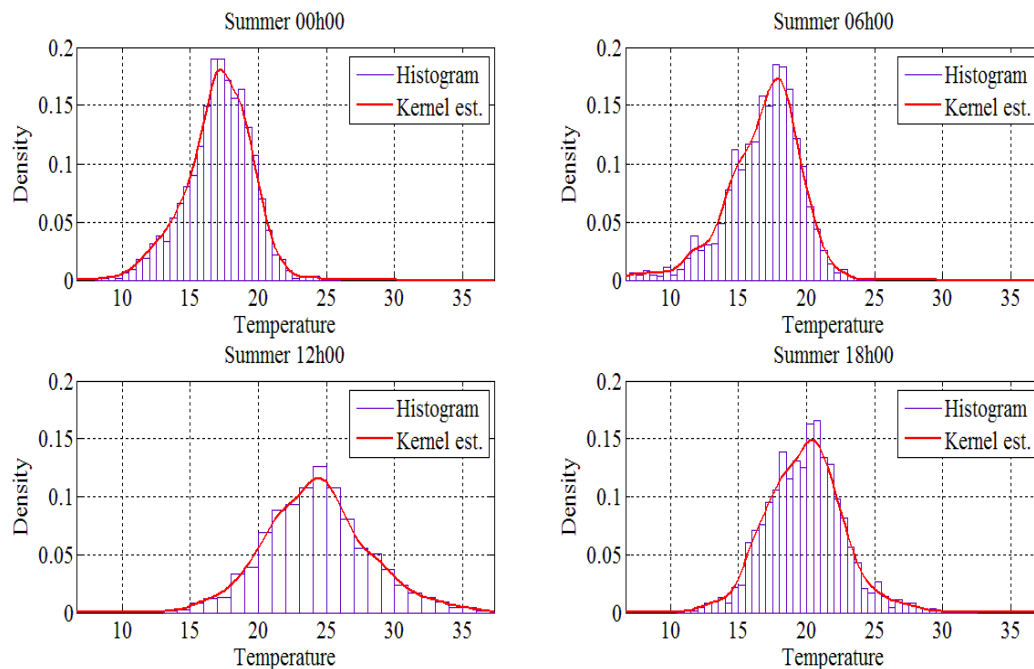 Summer 00h00
0.2
0.15
0.1
0.05
0
Density
Histogram
Kernel est.
10 15 20 25 30 35
Temperature
Summer 06h00
0.2
0.15
0.1
0.05
0
Density
Histogram
Kernel est.
10 15 20 25 30 35
Temperature
Summer 12h00
0.2
0.15
0.1
0.05
0
Density
Histogram
Kernel est.
10 15 20 25 30 35
Temperature
Summer 18h00
0.2
0.15
0.1
0.05
0
Density
Histogram
Kernel est.
10 15 20 25 30 35
Temperature